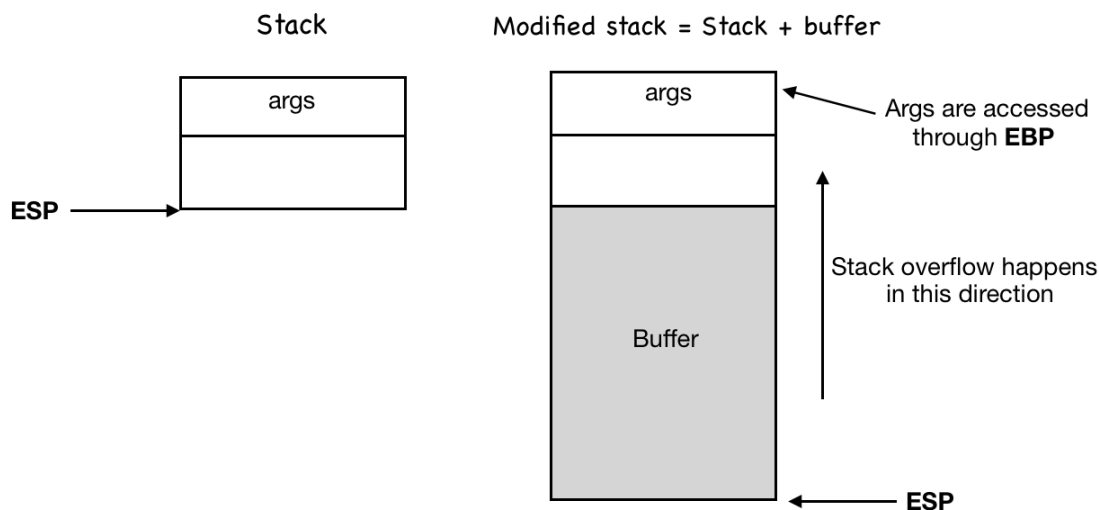 Stack
Modified stack = Stack + buffer
args
args
Args are accessed
through EBP
ESP
Stack overflow happens
in this direction
Buffer
ESP